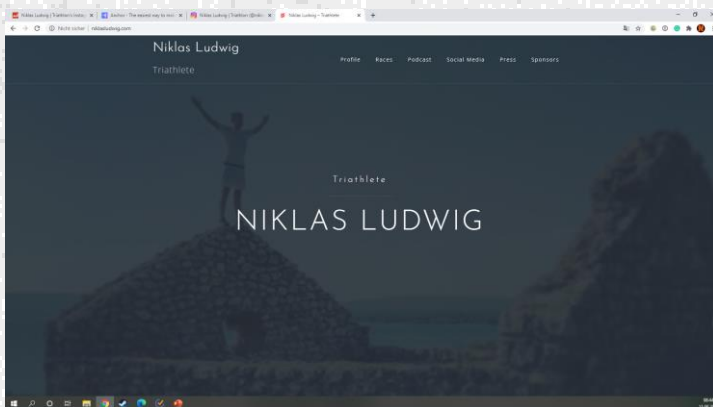 Niklas Ludwig
Triathlete
Profile Races Podcast Social Media Press Sponsors
Triathlete
NIKLAS LUDWIG
Nicht sicher | niklasludwig.com